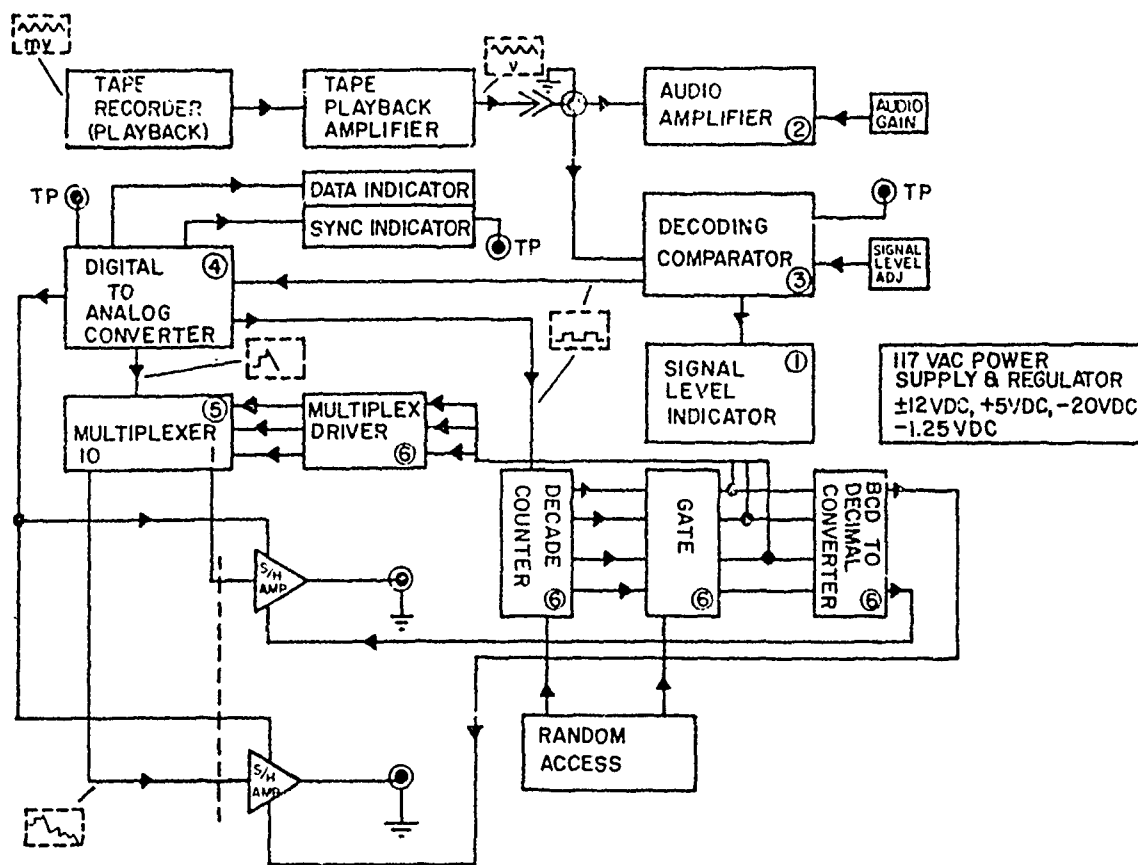 mv
TAPE
RECORDER
(PLAYBACK)
TAPE
PLAYBACK
AMPLIFIER
v
AUDIO
AMPLIFIER
②
AUDIO
GAIN
TP
DATA INDICATOR
SYNC INDICATOR
TP
DECODING
COMPARATOR
③
TP
SIGNAL
LEVEL
ADJ
④
DIGITAL
TO
ANALOG
CONVERTER
SIGNAL
LEVEL
INDICATOR
①
117 VAC POWER
SUPPLY & REGULATOR
±12VDC, +5VDC, -20VDC
-1.25 VDC
⑤
MULTIPLEXER
10
1
MULTIPLEX
DRIVER
⑥
DECADE
COUNTER
⑥
GATE
⑥
BCD TO
DECIMAL
CONVERTER
⑥
S/H
AMP.
RANDOM
ACCESS
S/H
AMP.